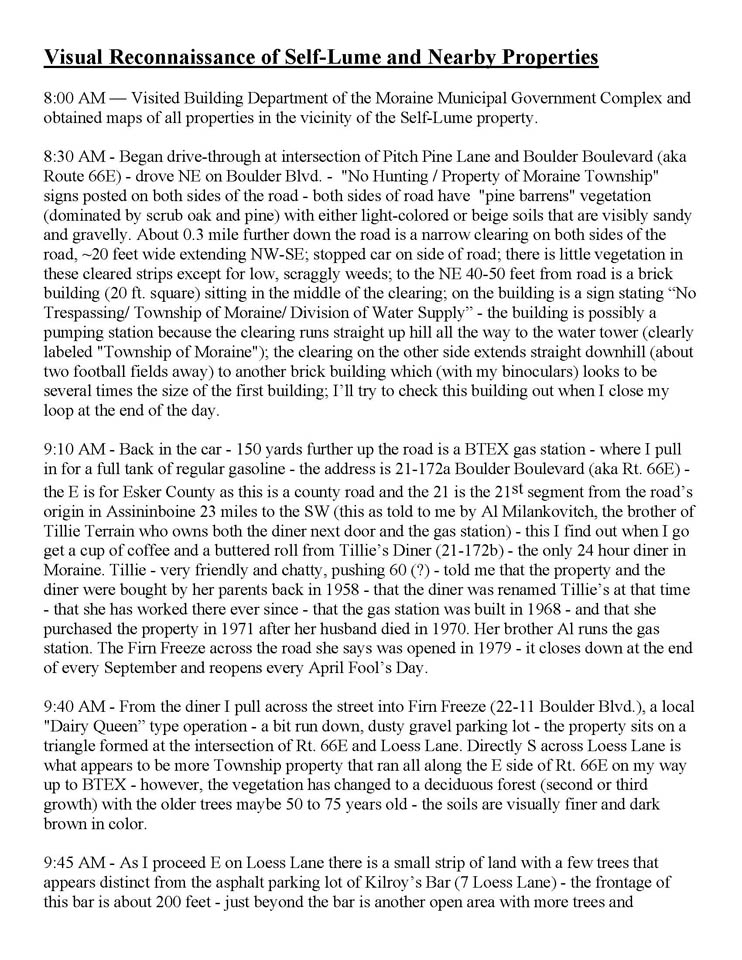 Visual Reconnaissance of Self-Lume and Nearby Properties
8:00 AM — Visited Building Department of the Moraine Municipal Government Complex and
obtained maps of all properties in the vicinity of the Self-Lume property.
8:30 AM - Began drive-through at intersection of Pitch Pine Lane and Boulder Boulevard (aka
Route 66E) - drove NE on Boulder Blvd. -  "No Hunting / Property of Moraine Township"
signs posted on both sides of the road - both sides of road have  "pine barrens" vegetation
(dominated by scrub oak and pine) with either light-colored or beige soils that are visibly sandy
and gravelly. About 0.3 mile further down the road is a narrow clearing on both sides of the
road, ~20 feet wide extending NW-SE; stopped car on side of road; there is little vegetation in
these cleared strips except for low, scraggly weeds; to the NE 40-50 feet from road is a brick
building (20 ft. square) sitting in the middle of the clearing; on the building is a sign stating “No
Trespassing/ Township of Moraine/ Division of Water Supply” - the building is possibly a
pumping station because the clearing runs straight up hill all the way to the water tower (clearly
labeled "Township of Moraine"); the clearing on the other side extends straight downhill (about
two football fields away) to another brick building which (with my binoculars) looks to be
several times the size of the first building; I’ll try to check this building out when I close my
loop at the end of the day.
9:10 AM - Back in the car - 150 yards further up the road is a BTEX gas station - where I pull
in for a full tank of regular gasoline - the address is 21-172a Boulder Boulevard (aka Rt. 66E) -
the E is for Esker County as this is a county road and the 21 is the 21st segment from the road’s
origin in Assininboine 23 miles to the SW (this as told to me by Al Milankovitch, the brother of
Tillie Terrain who owns both the diner next door and the gas station) - this I find out when I go
get a cup of coffee and a buttered roll from Tillie’s Diner (21-172b) - the only 24 hour diner in
Moraine. Tillie - very friendly and chatty, pushing 60 (?) - told me that the property and the
diner were bought by her parents back in 1958 - that the diner was renamed Tillie’s at that time
- that she has worked there ever since - that the gas station was built in 1968 - and that she
purchased the property in 1971 after her husband died in 1970. Her brother Al runs the gas
station. The Firn Freeze across the road she says was opened in 1979 - it closes down at the end
of every September and reopens every April Fool’s Day.
9:40 AM - From the diner I pull across the street into Firn Freeze (22-11 Boulder Blvd.), a local
"Dairy Queen” type operation - a bit run down, dusty gravel parking lot - the property sits on a
triangle formed at the intersection of Rt. 66E and Loess Lane. Directly S across Loess Lane is
what appears to be more Township property that ran all along the E side of Rt. 66E on my way
up to BTEX - however, the vegetation has changed to a deciduous forest (second or third
growth) with the older trees maybe 50 to 75 years old - the soils are visually finer and dark
brown in color.
9:45 AM - As I proceed E on Loess Lane there is a small strip of land with a few trees that
appears distinct from the asphalt parking lot of Kilroy’s Bar (7 Loess Lane) - the frontage of
this bar is about 200 feet - just beyond the bar is another open area with more trees and